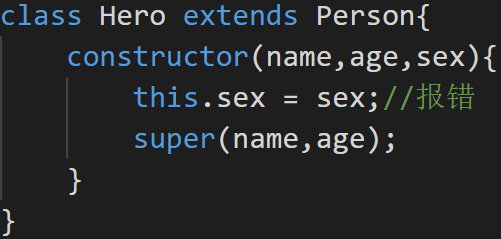 class Hero extends Person{
    constructor(name,age,sex){
        this.sex = sex;//报错
        super(name,age);
    }
}